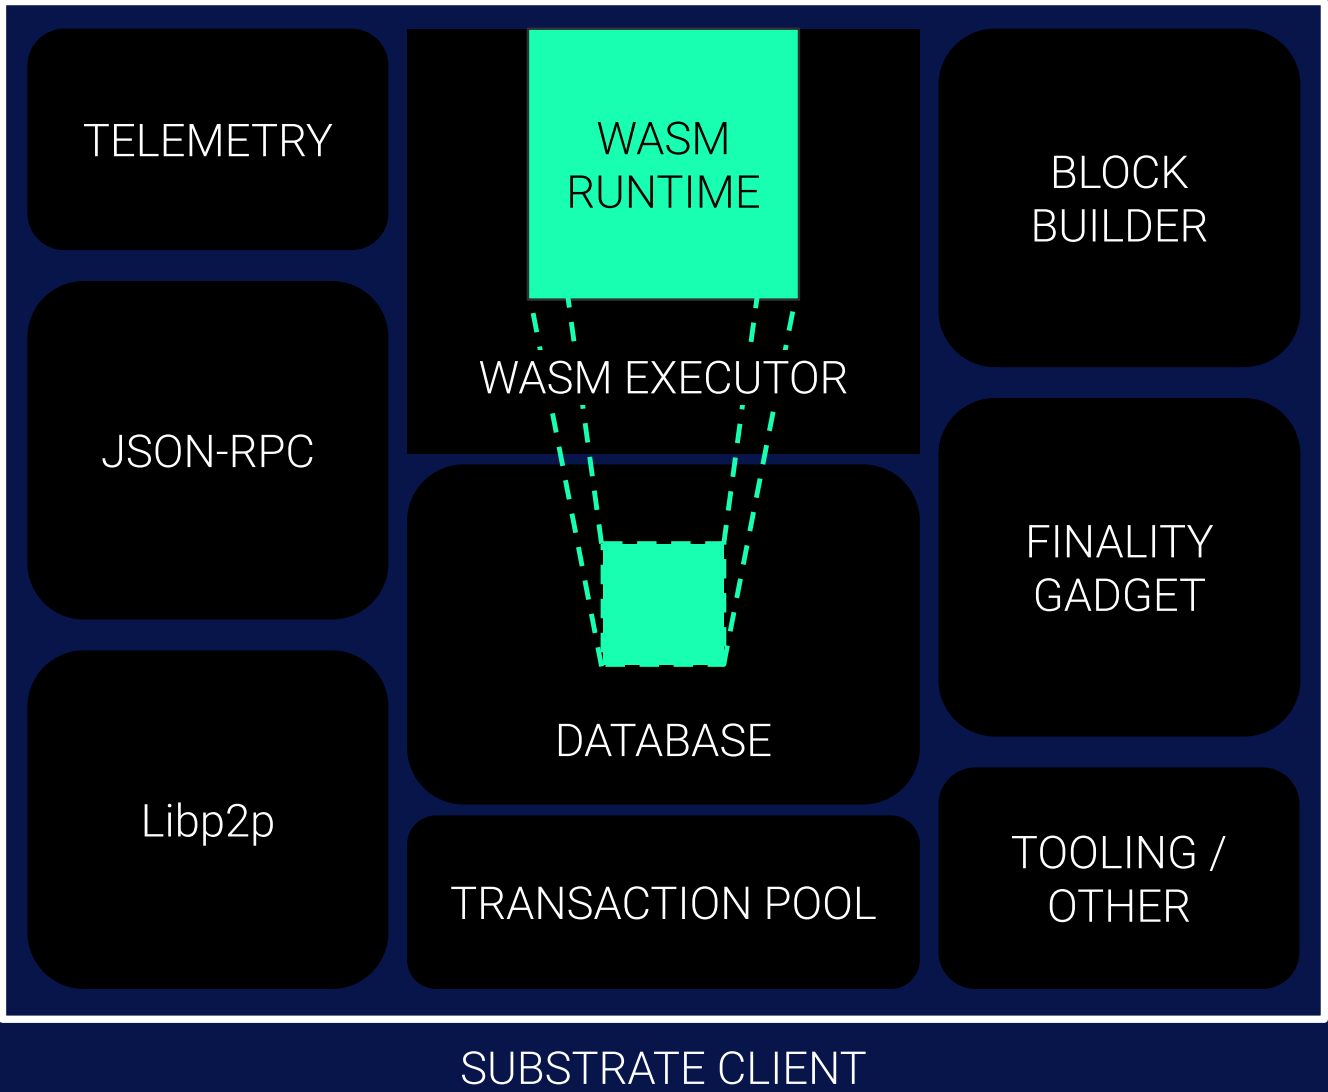 TELEMETRY
JSON-RPC
Libp2p
WASM
RUNTIME
WASM EXECUTOR
DATABASE
TRANSACTION POOL
BLOCK
BUILDER
FINALITY
GADGET
TOOLING /
OTHER
SUBSTRATE CLIENT